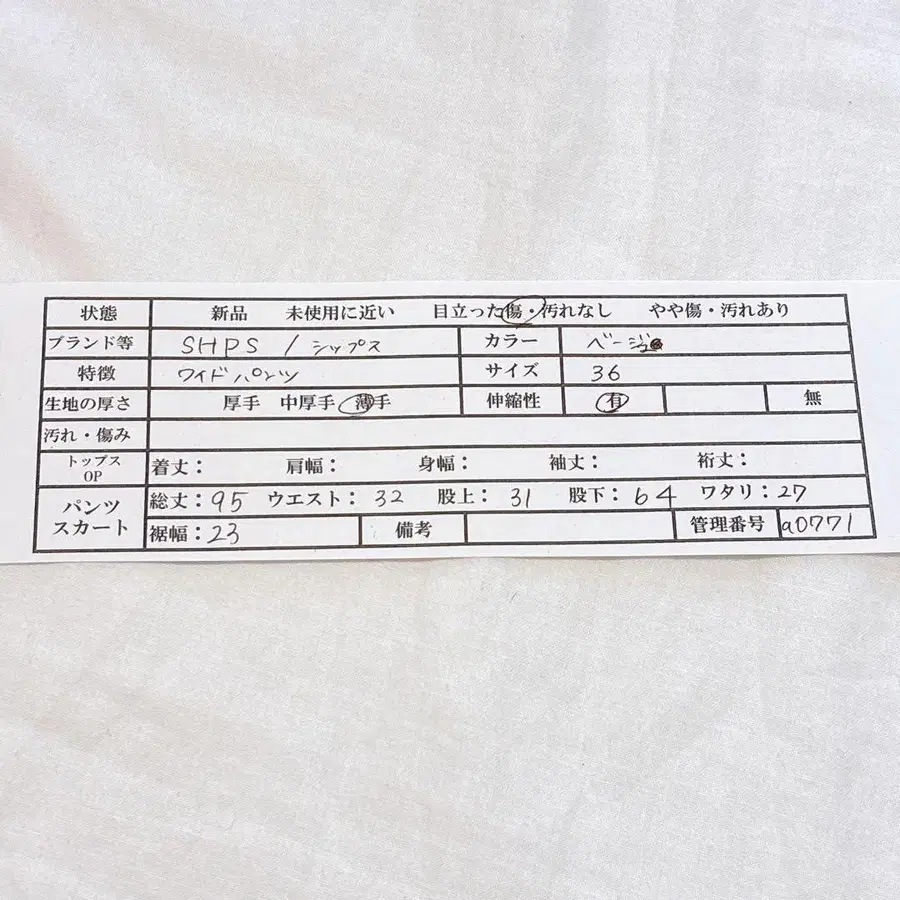 状態 新品 未使用に近い 目立った傷・汚れなし やや傷・汚れあり
ブランド等 SHPS / シップス カラー ベージュ
特徴 ワイドパンツ サイズ 36
生地の厚さ 厚手 中厚手 薄手 伸縮性 有 無
汚れ・傷み
トップス OP 着丈： 肩幅： 身幅： 袖丈： 裄丈：
パンツ スカート 総丈：95 ウエスト：32 股上：31 股下：64 ワタリ：27
裾幅：23 備考 管理番号 a0771